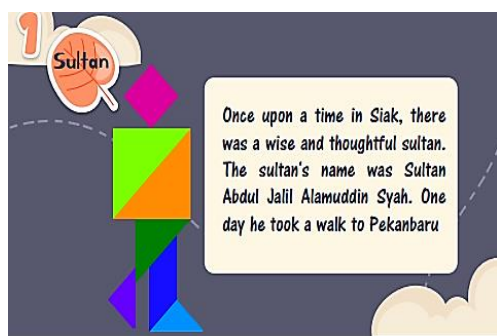 1
Sultan
Once upon a time in Siak, there
was a wise and thoughtful sultan.
The sultan's name was Sultan
Abdul Jalil Alamuddin Syah. One
day he took a walk to Pekanbaru